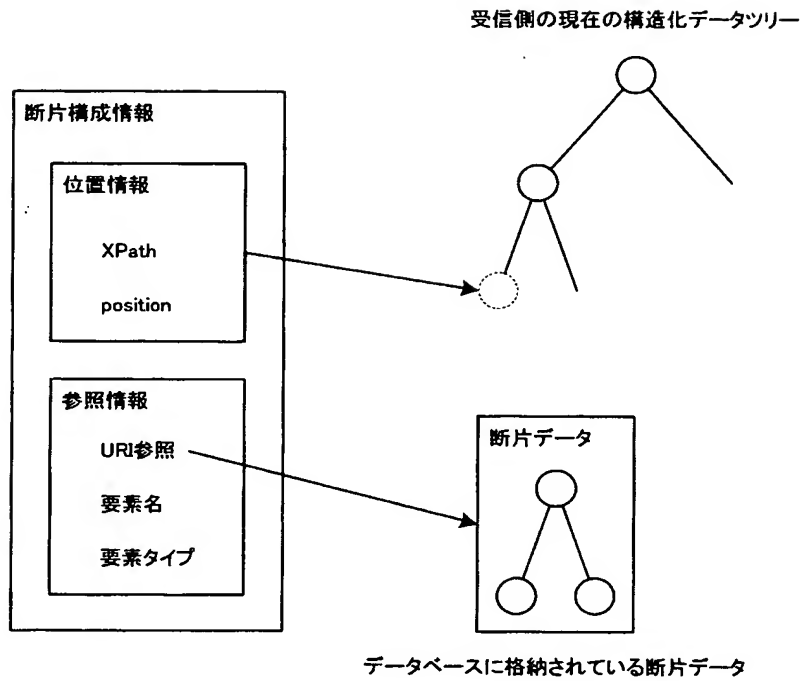 受信側の現在の構造化データツリー
断片構成情報
位置情報
XPath
position
参照情報
URI参照
要素名
要素タイプ
断片データ
データベースに格納されている断片データ